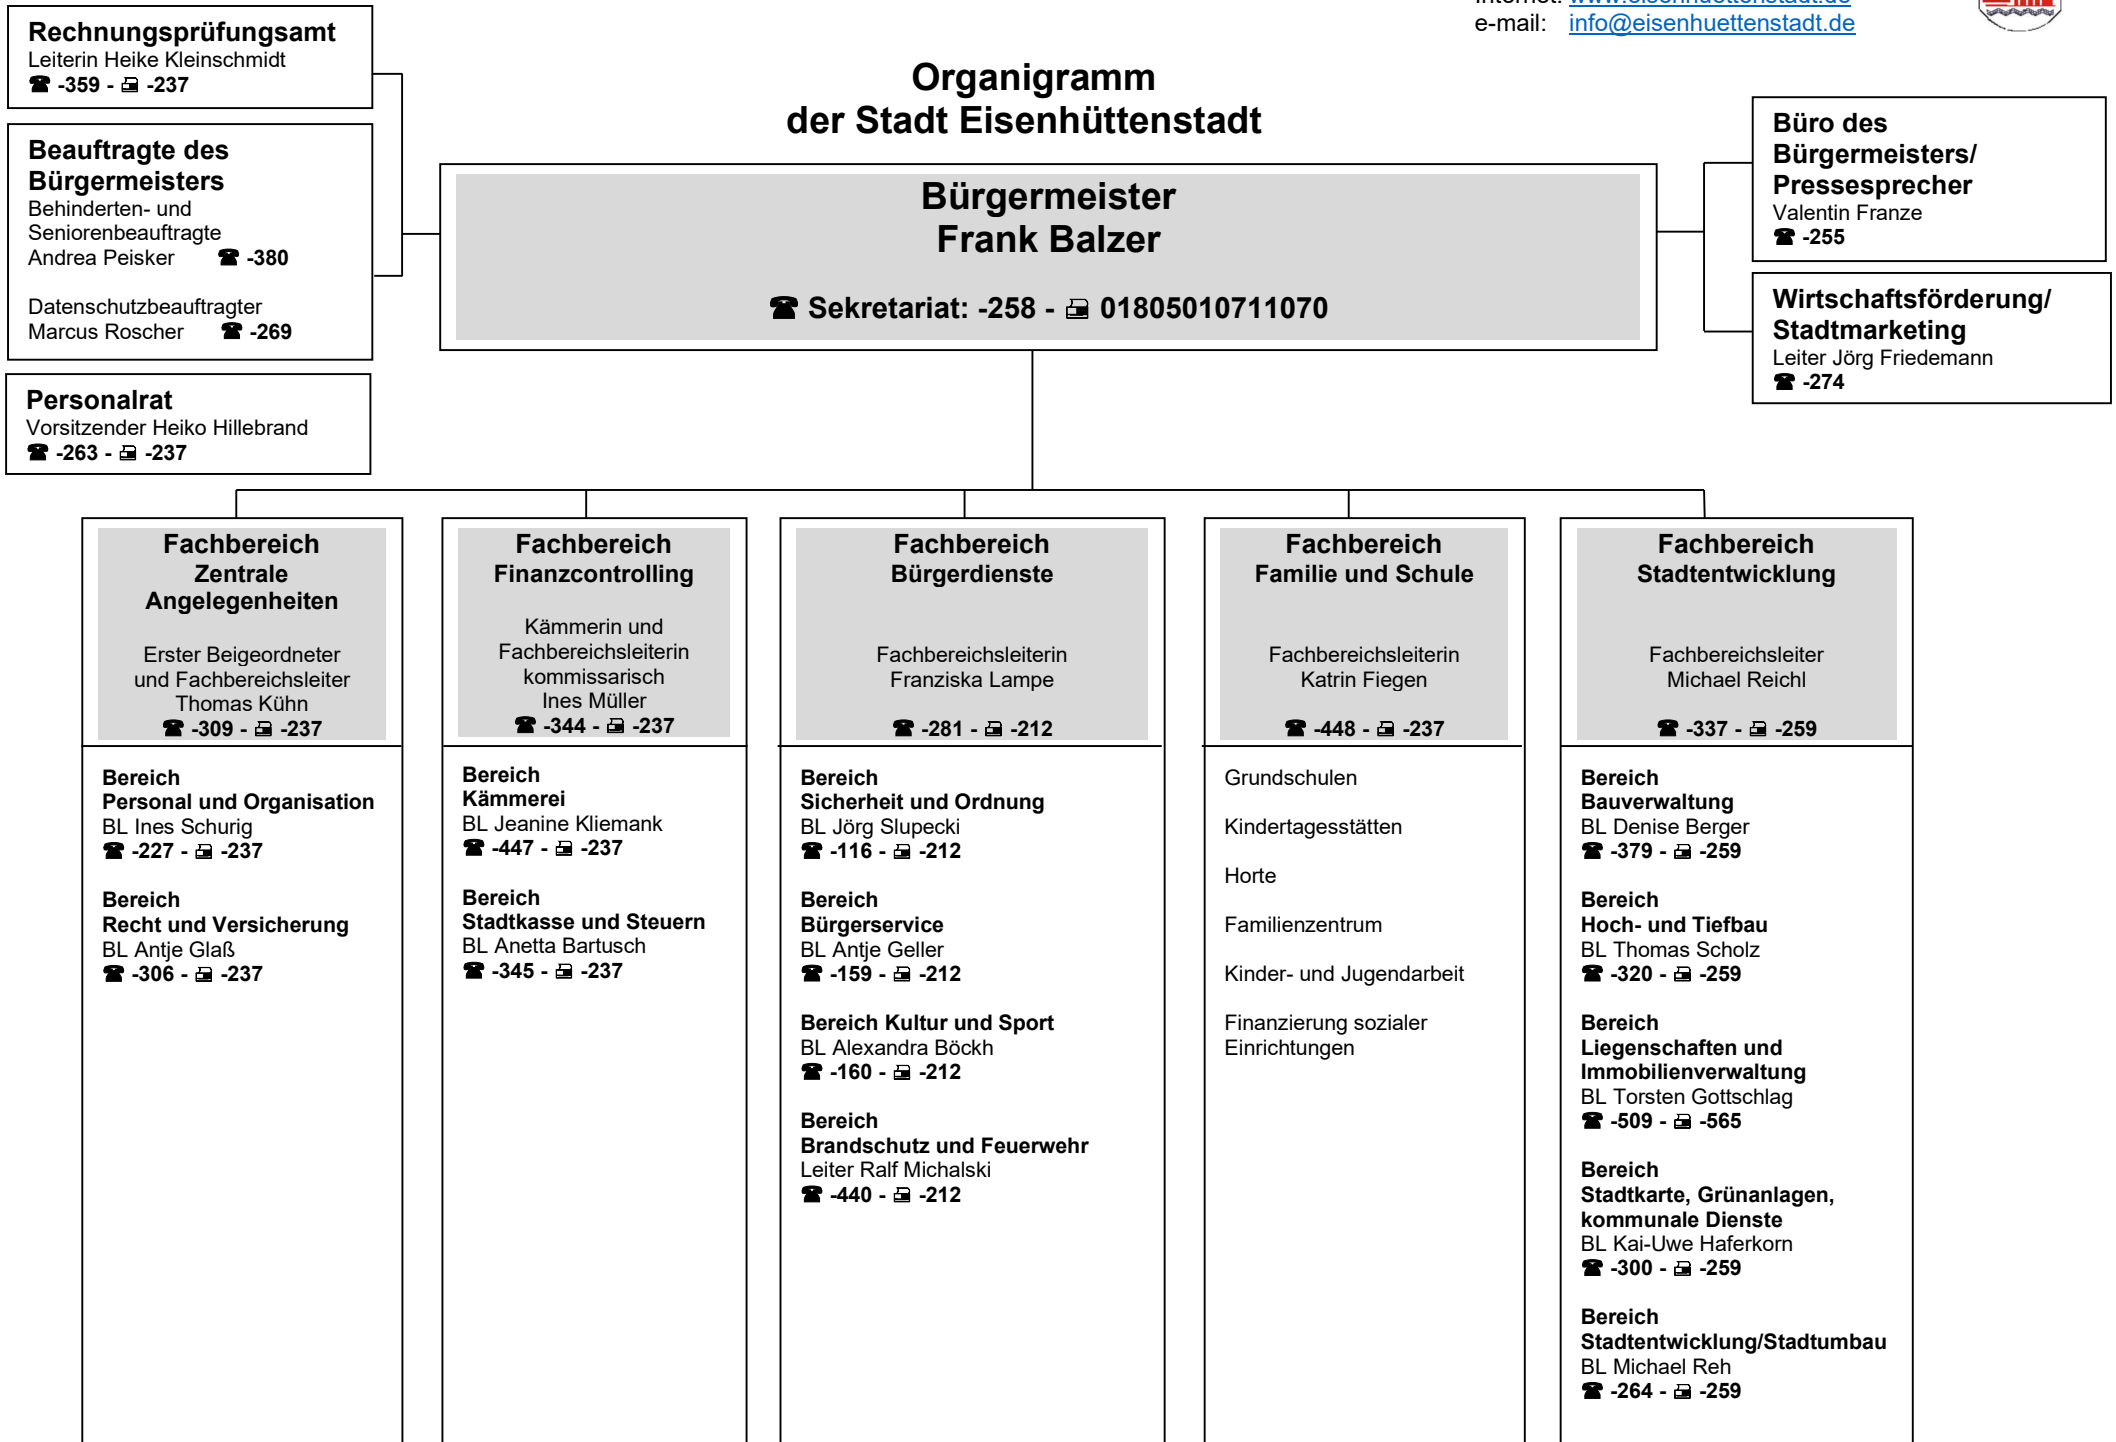 Internet: www.eisenhuettenstadt.de
e-mail: info@eisenhuettenstadt.de
Rechnungsprüfungsamt
Leiterin Heike Kleinschmidt
☎ -359 - 🖷 -237
Organigramm
der Stadt Eisenhüttenstadt
Beauftragte des
Bürgermeisters
Behinderten- und
Seniorenbeauftragte
Andrea Peisker ☎ -380
Datenschutzbeauftragter
Marcus Roscher ☎ -269
Personalrat
Vorsitzender Heiko Hillebrand
☎ -263 - 🖷 -237
Bürgermeister
Frank Balzer
☎ Sekretariat: -258 - 🖷 01805010711070
Büro des
Bürgermeisters/
Pressesprecher
Valentin Franze
☎ -255
Wirtschaftsförderung/
Stadtmarketing
Leiter Jörg Friedemann
☎ -274
Fachbereich
Zentrale
Angelegenheiten
Erster Beigeordneter
und Fachbereichsleiter
Thomas Kühn
☎ -309 - 🖷 -237
Bereich
Personal und Organisation
BL Ines Schurig
☎ -227 - 🖷 -237
Bereich
Recht und Versicherung
BL Antje Glaß
☎ -306 - 🖷 -237
Fachbereich
Finanzcontrolling
Kämmerin und
Fachbereichsleiterin
kommissarisch
Ines Müller
☎ -344 - 🖷 -237
Bereich
Kämmerei
BL Jeanine Kliemank
☎ -447 - 🖷 -237
Bereich
Stadtkasse und Steuern
BL Anetta Bartusch
☎ -345 - 🖷 -237
Fachbereich
Bürgerdienste
Fachbereichsleiterin
Franziska Lampe
☎ -281 - 🖷 -212
Bereich
Sicherheit und Ordnung
BL Jörg Slupecki
☎ -116 - 🖷 -212
Bereich
Bürgerservice
BL Antje Geller
☎ -159 - 🖷 -212
Bereich Kultur und Sport
BL Alexandra Böckh
☎ -160 - 🖷 -212
Bereich
Brandschutz und Feuerwehr
Leiter Ralf Michalski
☎ -440 - 🖷 -212
Fachbereich
Familie und Schule
Fachbereichsleiterin
Katrin Fiegen
☎ -448 - 🖷 -237
Grundschulen
Kindertagesstätten
Horte
Familienzentrum
Kinder- und Jugendarbeit
Finanzierung sozialer
Einrichtungen
Fachbereich
Stadtentwicklung
Fachbereichsleiter
Michael Reichl
☎ -337 - 🖷 -259
Bereich
Bauverwaltung
BL Denise Berger
☎ -379 - 🖷 -259
Bereich
Hoch- und Tiefbau
BL Thomas Scholz
☎ -320 - 🖷 -259
Bereich
Liegenschaften und
Immobilienverwaltung
BL Torsten Gottschlag
☎ -509 - 🖷 -565
Bereich
Stadtkarte, Grünanlagen,
kommunale Dienste
BL Kai-Uwe Haferkorn
☎ -300 - 🖷 -259
Bereich
Stadtentwicklung/Stadtumbau
BL Michael Reh
☎ -264 - 🖷 -259